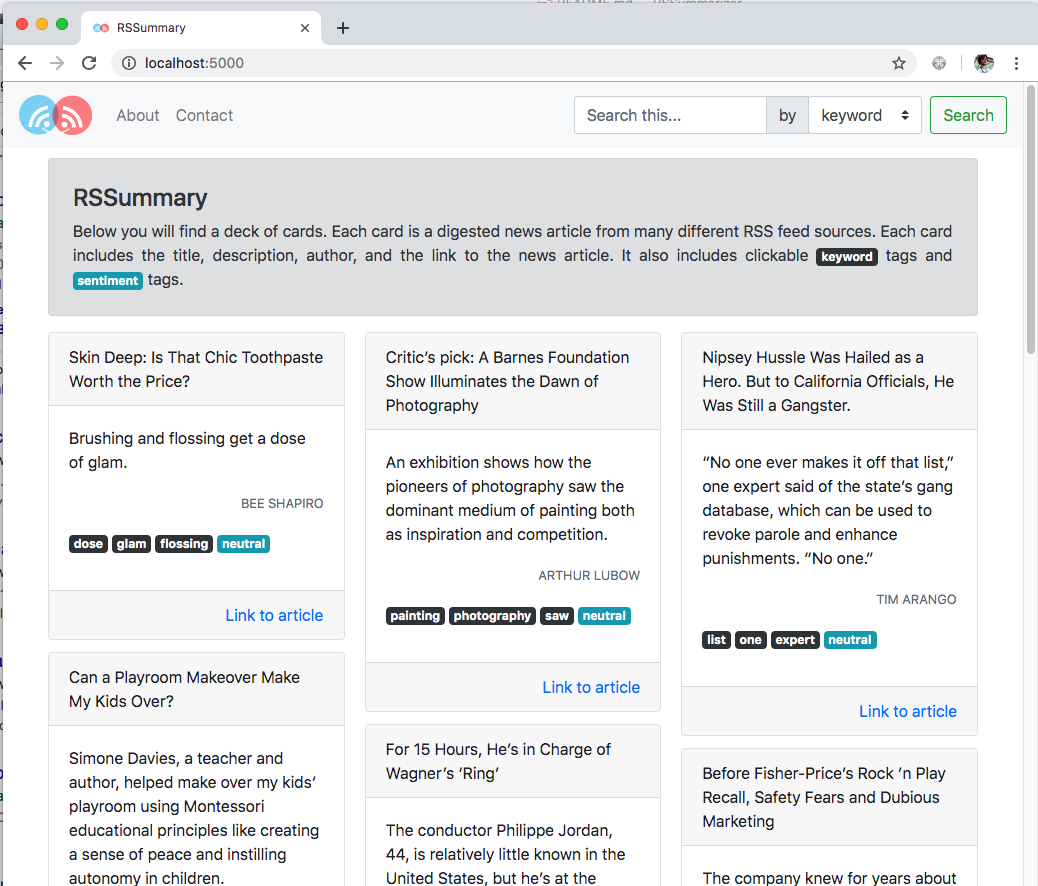 README.md — RSSummarizer
RSSummary
localhost:5000
About Contact
Search this... by keyword Search
RSSummary
Below you will find a deck of cards. Each card is a digested news article from many different RSS feed sources. Each card
includes the title, description, author, and the link to the news article. It also includes clickable keyword tags and
sentiment tags.
Skin Deep: Is That Chic Toothpaste
Worth the Price?
Brushing and flossing get a dose
of glam.
BEE SHAPIRO
dose glam flossing neutral
Link to article
Can a Playroom Makeover Make
My Kids Over?
Simone Davies, a teacher and
author, helped make over my kids’
playroom using Montessori
educational principles like creating
a sense of peace and instilling
autonomy in children.
Critic’s pick: A Barnes Foundation
Show Illuminates the Dawn of
Photography
An exhibition shows how the
pioneers of photography saw the
dominant medium of painting both
as inspiration and competition.
ARTHUR LUBOW
painting photography saw neutral
Link to article
For 15 Hours, He’s in Charge of
Wagner’s ‘Ring’
The conductor Philippe Jordan,
44, is relatively little known in the
United States, but he’s at the
Nipsey Hussle Was Hailed as a
Hero. But to California Officials, He
Was Still a Gangster.
“No one ever makes it off that list,”
one expert said of the state’s gang
database, which can be used to
revoke parole and enhance
punishments. “No one.”
TIM ARANGO
list one expert neutral
Link to article
Before Fisher-Price’s Rock ’n Play
Recall, Safety Fears and Dubious
Marketing
The company knew for years about